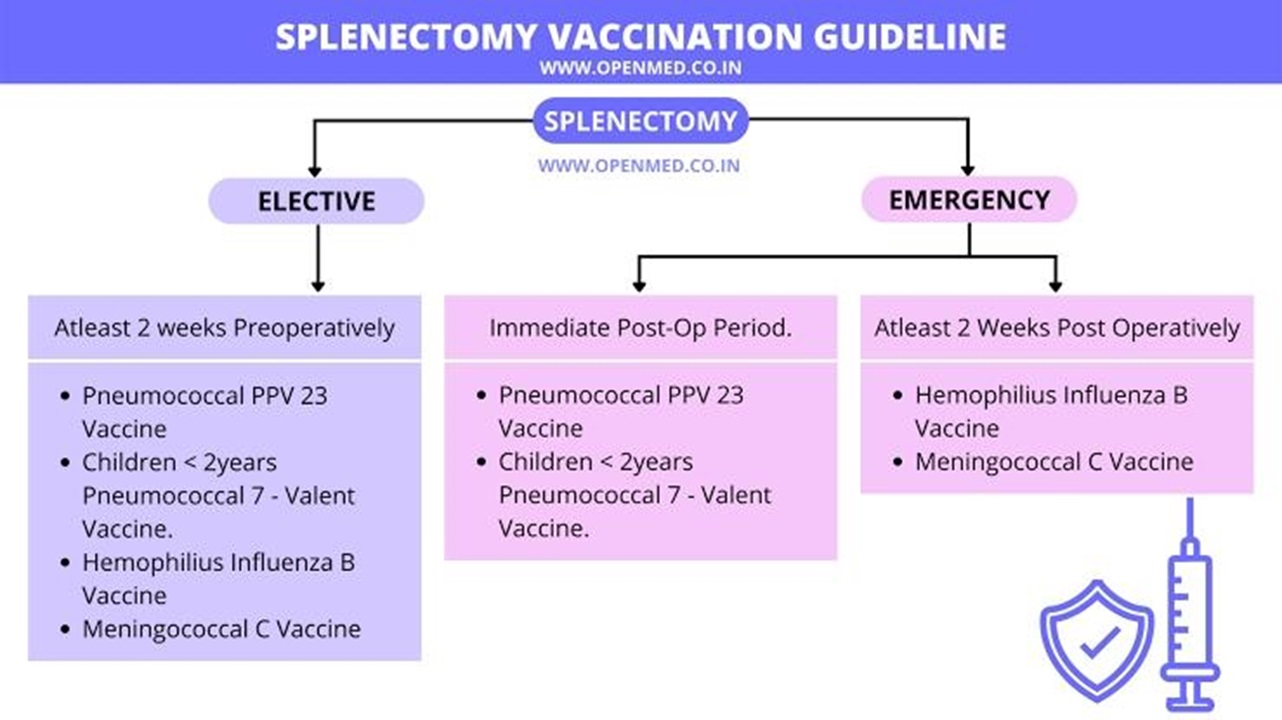 SPLENECTOMY VACCINATION GUIDELINE
WWW.OPENMED.CO.IN
SPLENECTOMY
WWW.OPENMED.CO.IN
ELECTIVE
EMERGENCY
Atleast 2 weeks Preoperatively
• Pneumococcal PPV 23
Vaccine
• Children < 2years
Pneumococcal 7 - Valent
Vaccine.
• Hemophilius Influenza B
Vaccine
• Meningococcal C Vaccine
Immediate Post-Op Period.
• Pneumococcal PPV 23
Vaccine
• Children < 2years
Pneumococcal 7 - Valent
Vaccine.
Atleast 2 Weeks Post Operatively
• Hemophilius Influenza B
Vaccine
• Meningococcal C Vaccine